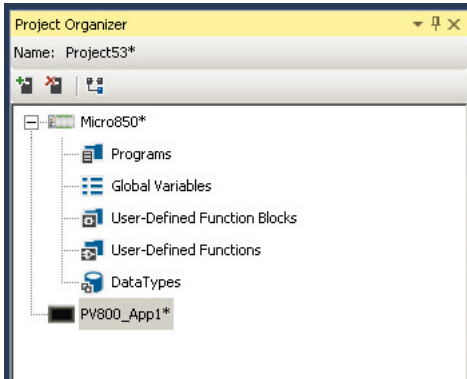 Project Organizer
Name: Project53*
Micro850*
Programs
Global Variables
User-Defined Function Blocks
User-Defined Functions
DataTypes
PV800_App1*